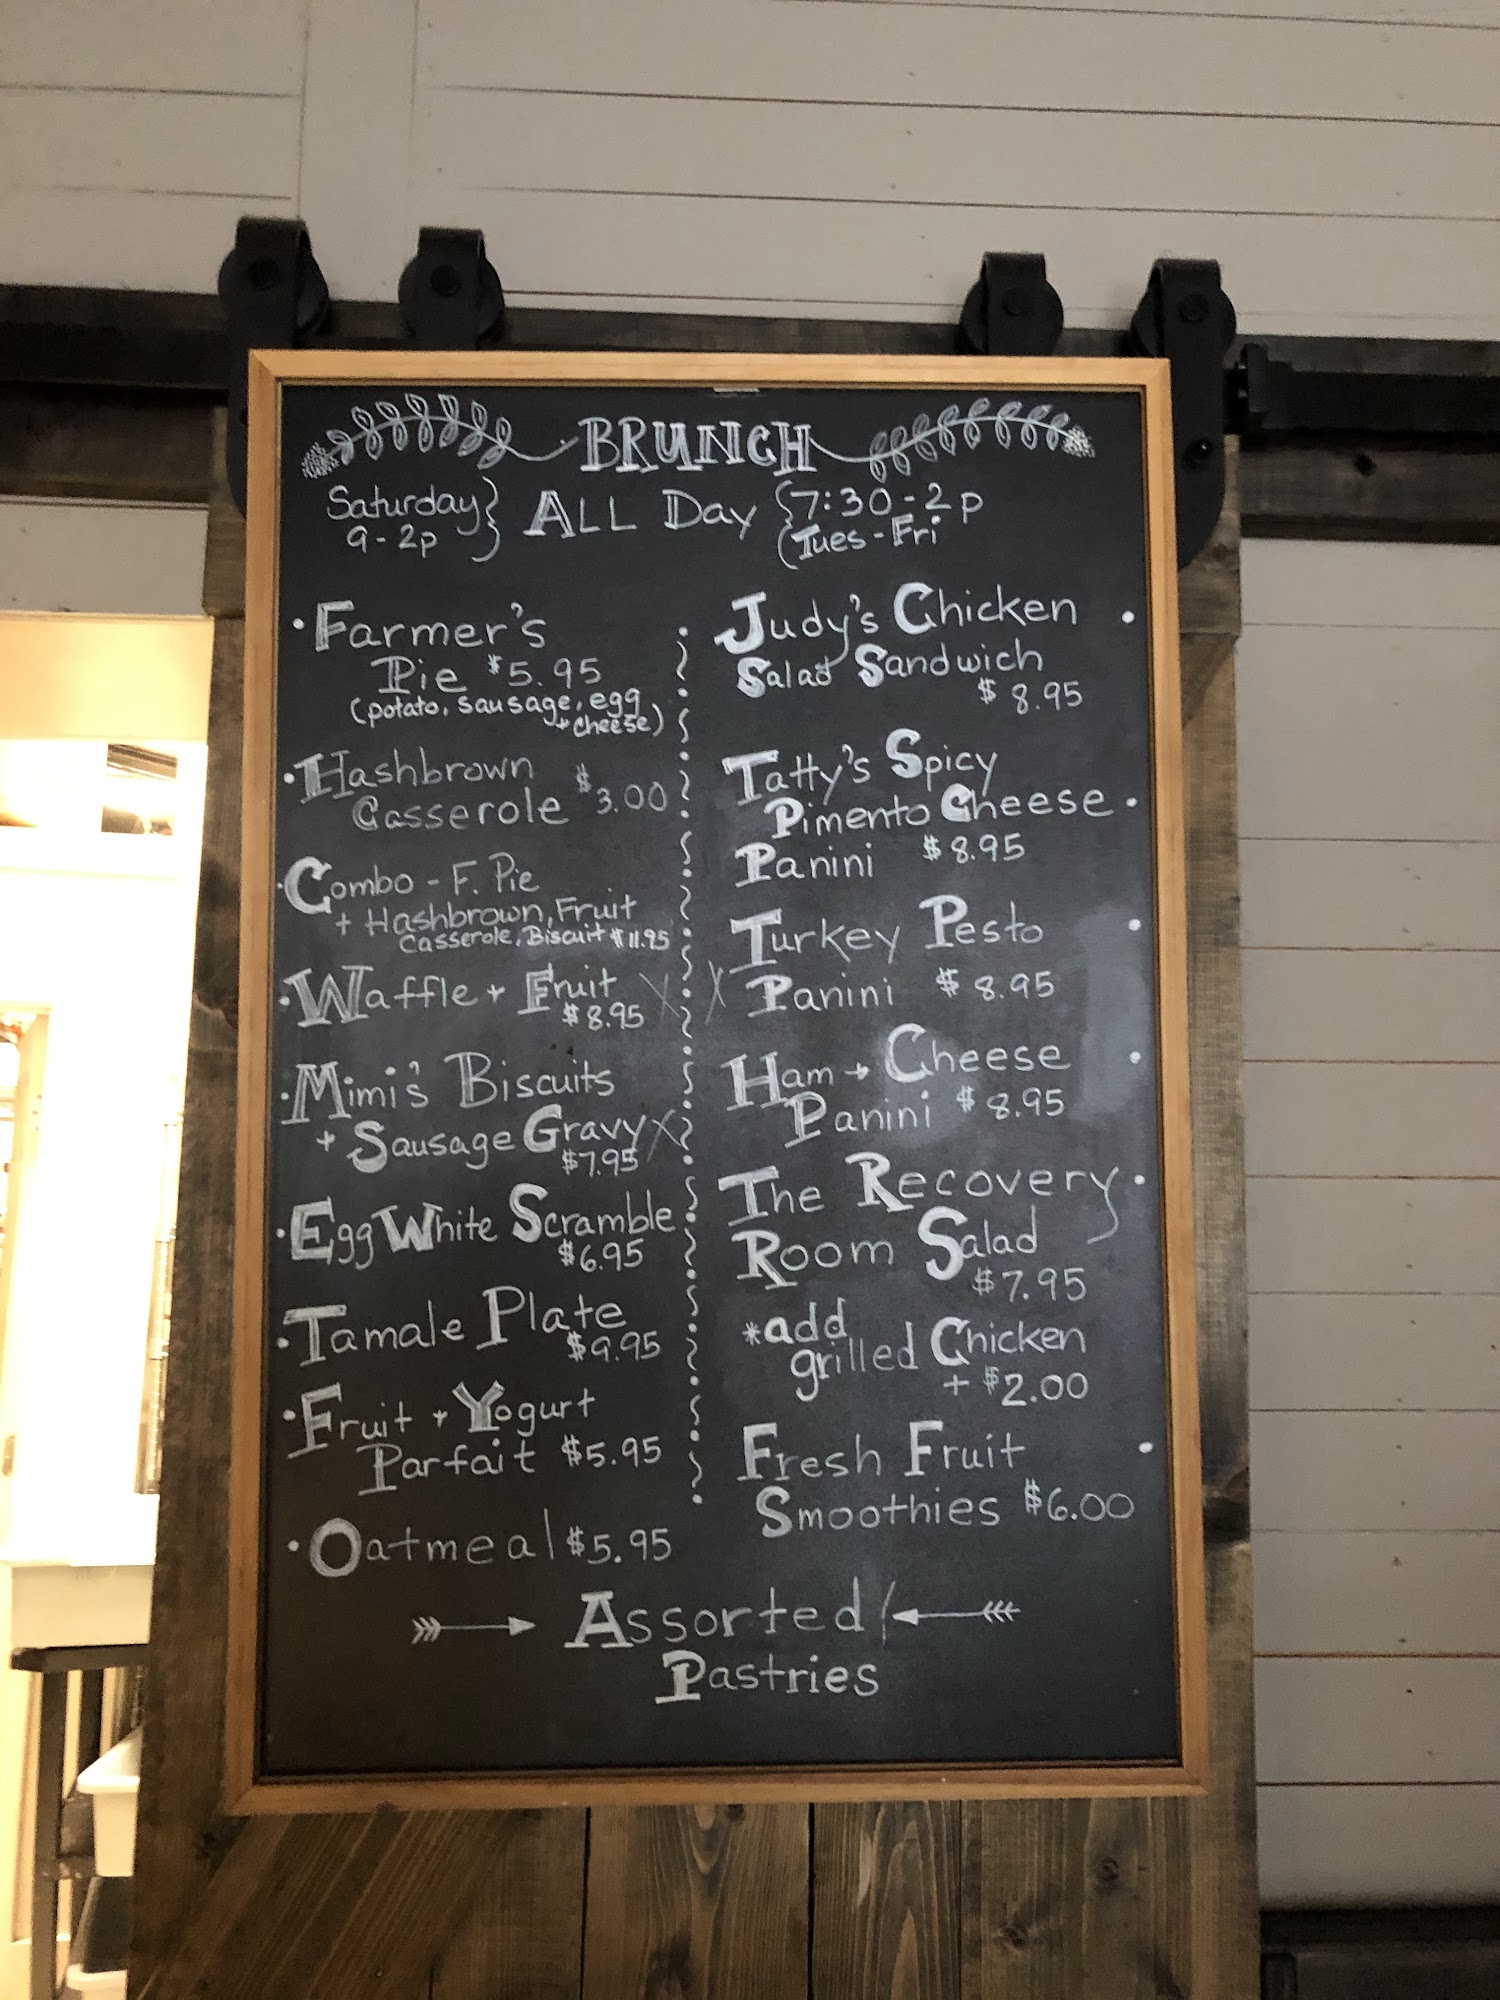 BRUNCH
Saturday } ALL Day { 7:30-2p
9-2p } ( Tues-Fri
• Farmer's
Pie $5.95
(potato, sausage, egg
+ cheese)
• Hashbrown
Casserole $3.00
• Combo - F. Pie
+ Hashbrown, Fruit
Casserole, Biscuit $11.95
• Waffle + Fruit X
$8.95
• Mimi's Biscuits
+ Sausage Gravy X
$7.95
• Egg White Scramble
$6.95
• Tamale Plate
$9.95
• Fruit + Yogurt
Parfait $5.95
• Oatmeal $5.95
Judy's Chicken •
Salad Sandwich
$8.95
Tatty's Spicy
Pimento Cheese •
Panini $8.95
Turkey Pesto •
X Panini $8.95
Ham + Cheese •
Panini $8.95
The Recovery •
Room Salad
$7.95
*add
grilled Chicken
+ $2.00
Fresh Fruit •
Smoothies $6.00
Assorted
Pastries